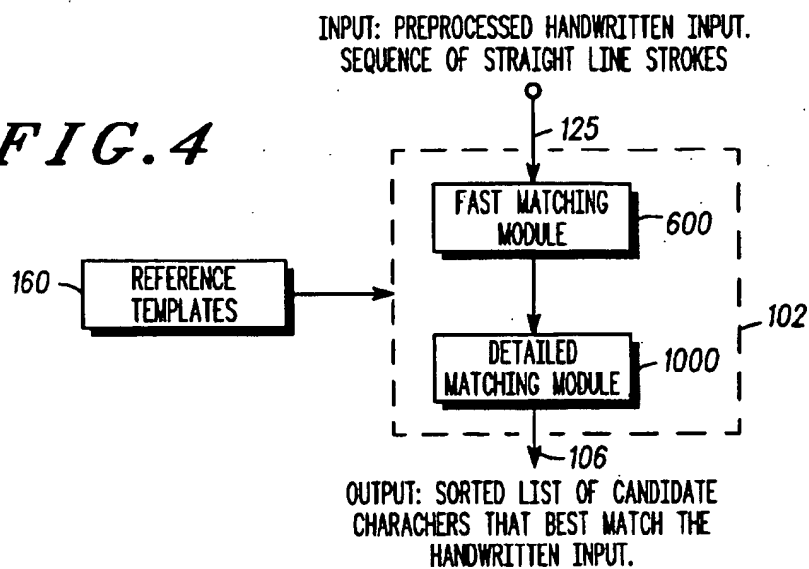 INPUT: PREPROCESSED HANDWRITTEN INPUT.
SEQUENCE OF STRAIGHT LINE STROKES
FIG.4
125
FAST MATCHING
MODULE
600
160
REFERENCE
TEMPLATES
102
DETAILED
MATCHING MODULE
1000
106
OUTPUT: SORTED LIST OF CANDIDATE
CHARACHERS THAT BEST MATCH THE
HANDWRITTEN INPUT.